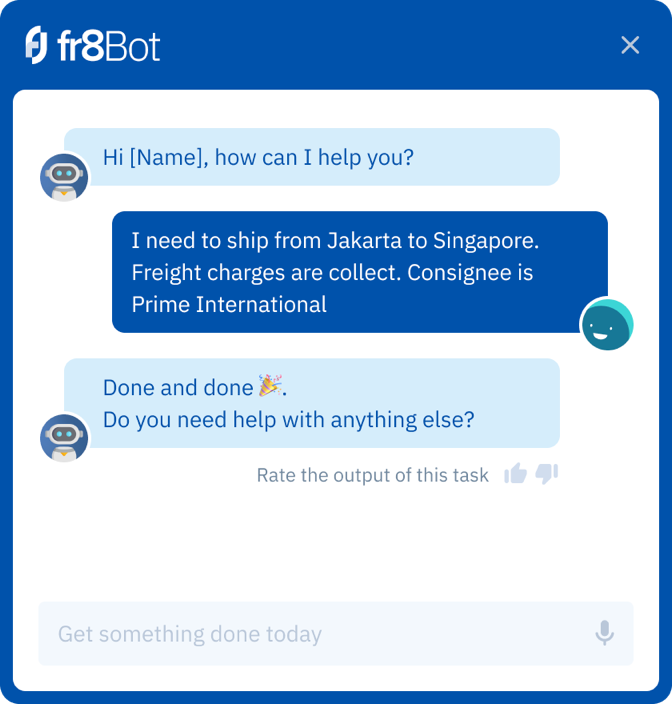 fr8Bot
Hi [Name], how can I help you?
I need to ship from Jakarta to Singapore.
Freight charges are collect. Consignee is
Prime International
Done and done 🎉.
Do you need help with anything else?
Rate the output of this task
Get something done today